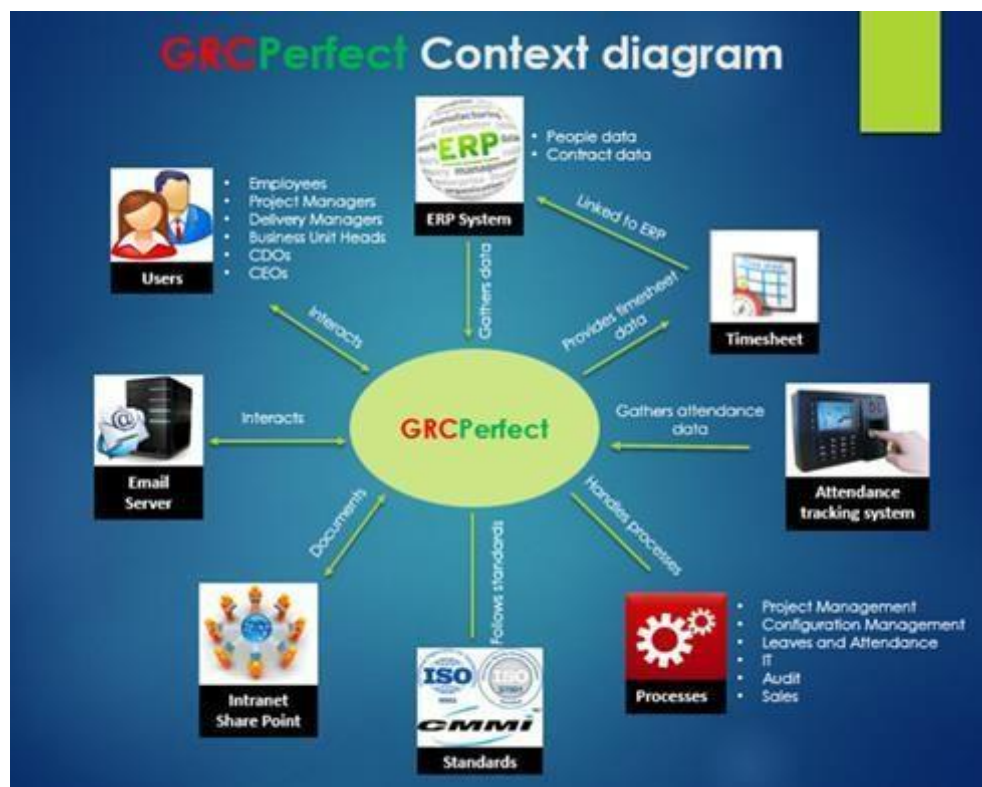 GRCPerfect Context diagram
manufacturing
ERP
management
ERP System
• People data
• Contract data
Users
• Employees
• Project Managers
• Delivery Managers
• Business Unit Heads
• CDOs
• CEOs
Linked to ERP
Gathers data
Provides timesheet
data
Timesheet
Interacts
GRCPerfect
Interacts
Email
Server
Gathers attendance
data
Attendance
tracking system
Documents
Intranet
Share Point
Follows standards
ISO
ISO
CMMi
Standards
Handles processes
Processes
• Project Management
• Configuration Management
• Leaves and Attendance
• IT
• Audit
• Sales